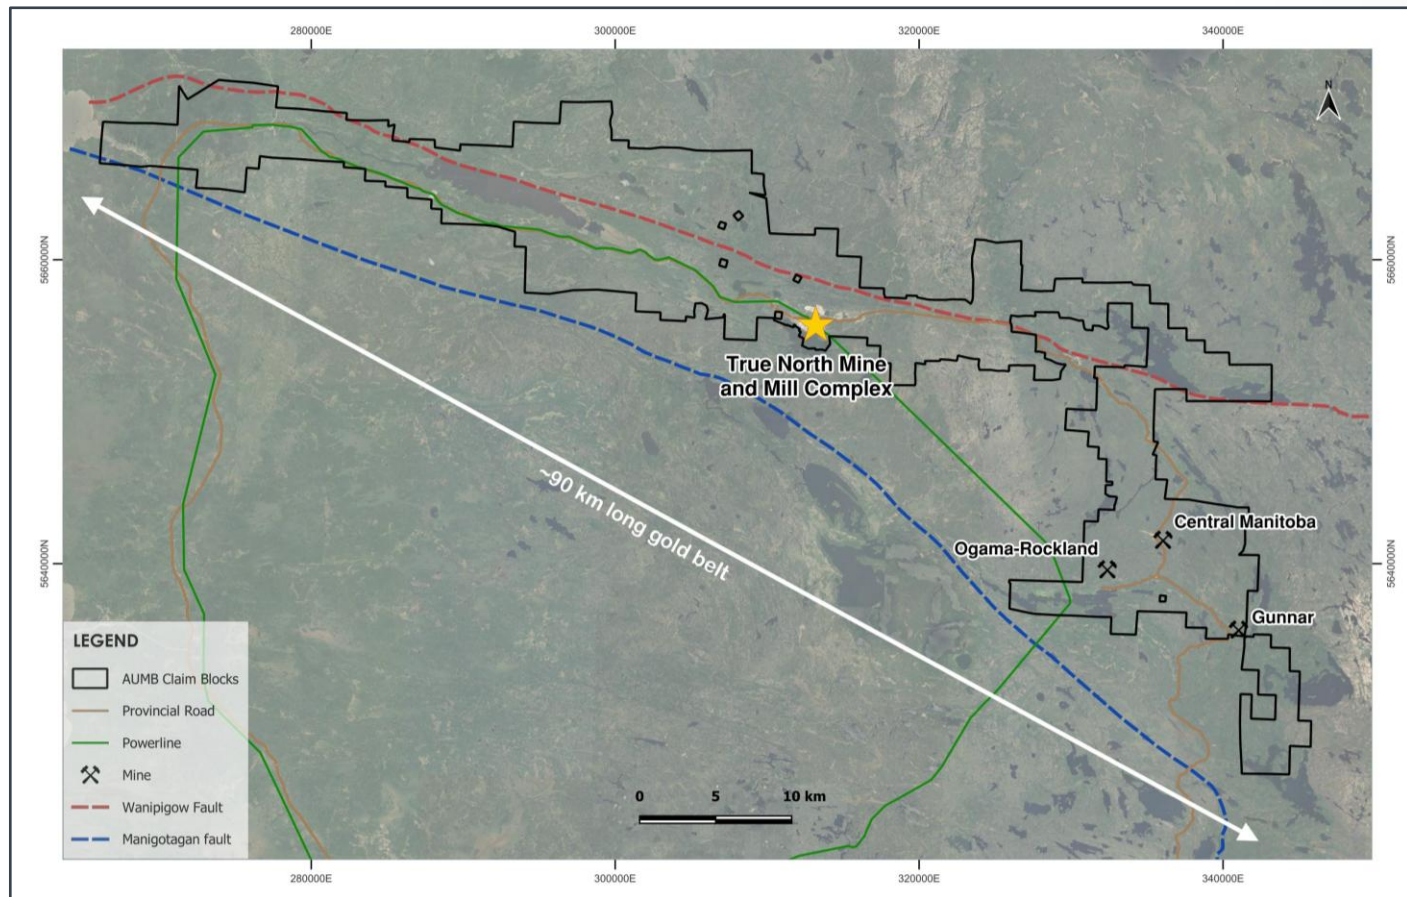 280000E
300000E
320000E
340000E
N
5660000N
5660000N
True North Mine
and Mill Complex
~90 km long gold belt
Central Manitoba
Ogama-Rockland
5640000N
5640000N
Gunnar
LEGEND
AUMB Claim Blocks
Provincial Road
Powerline
Mine
Wanipigow Fault
Manigotagan fault
0 5 10 km
280000E
300000E
320000E
340000E